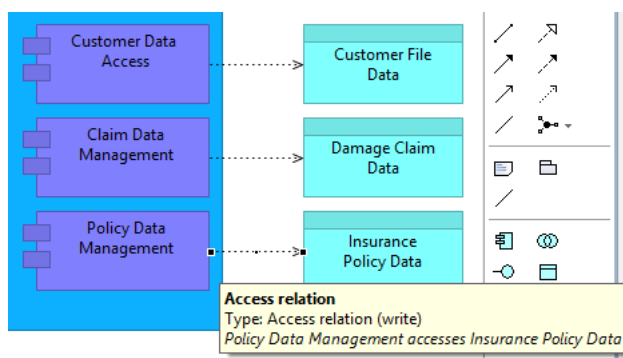 Customer Data
Access
Customer File
Data
Claim Data
Management
Damage Claim
Data
Policy Data
Management
Insurance
Policy Data
Access relation
Type: Access relation (write)
Policy Data Management accesses Insurance Policy Data